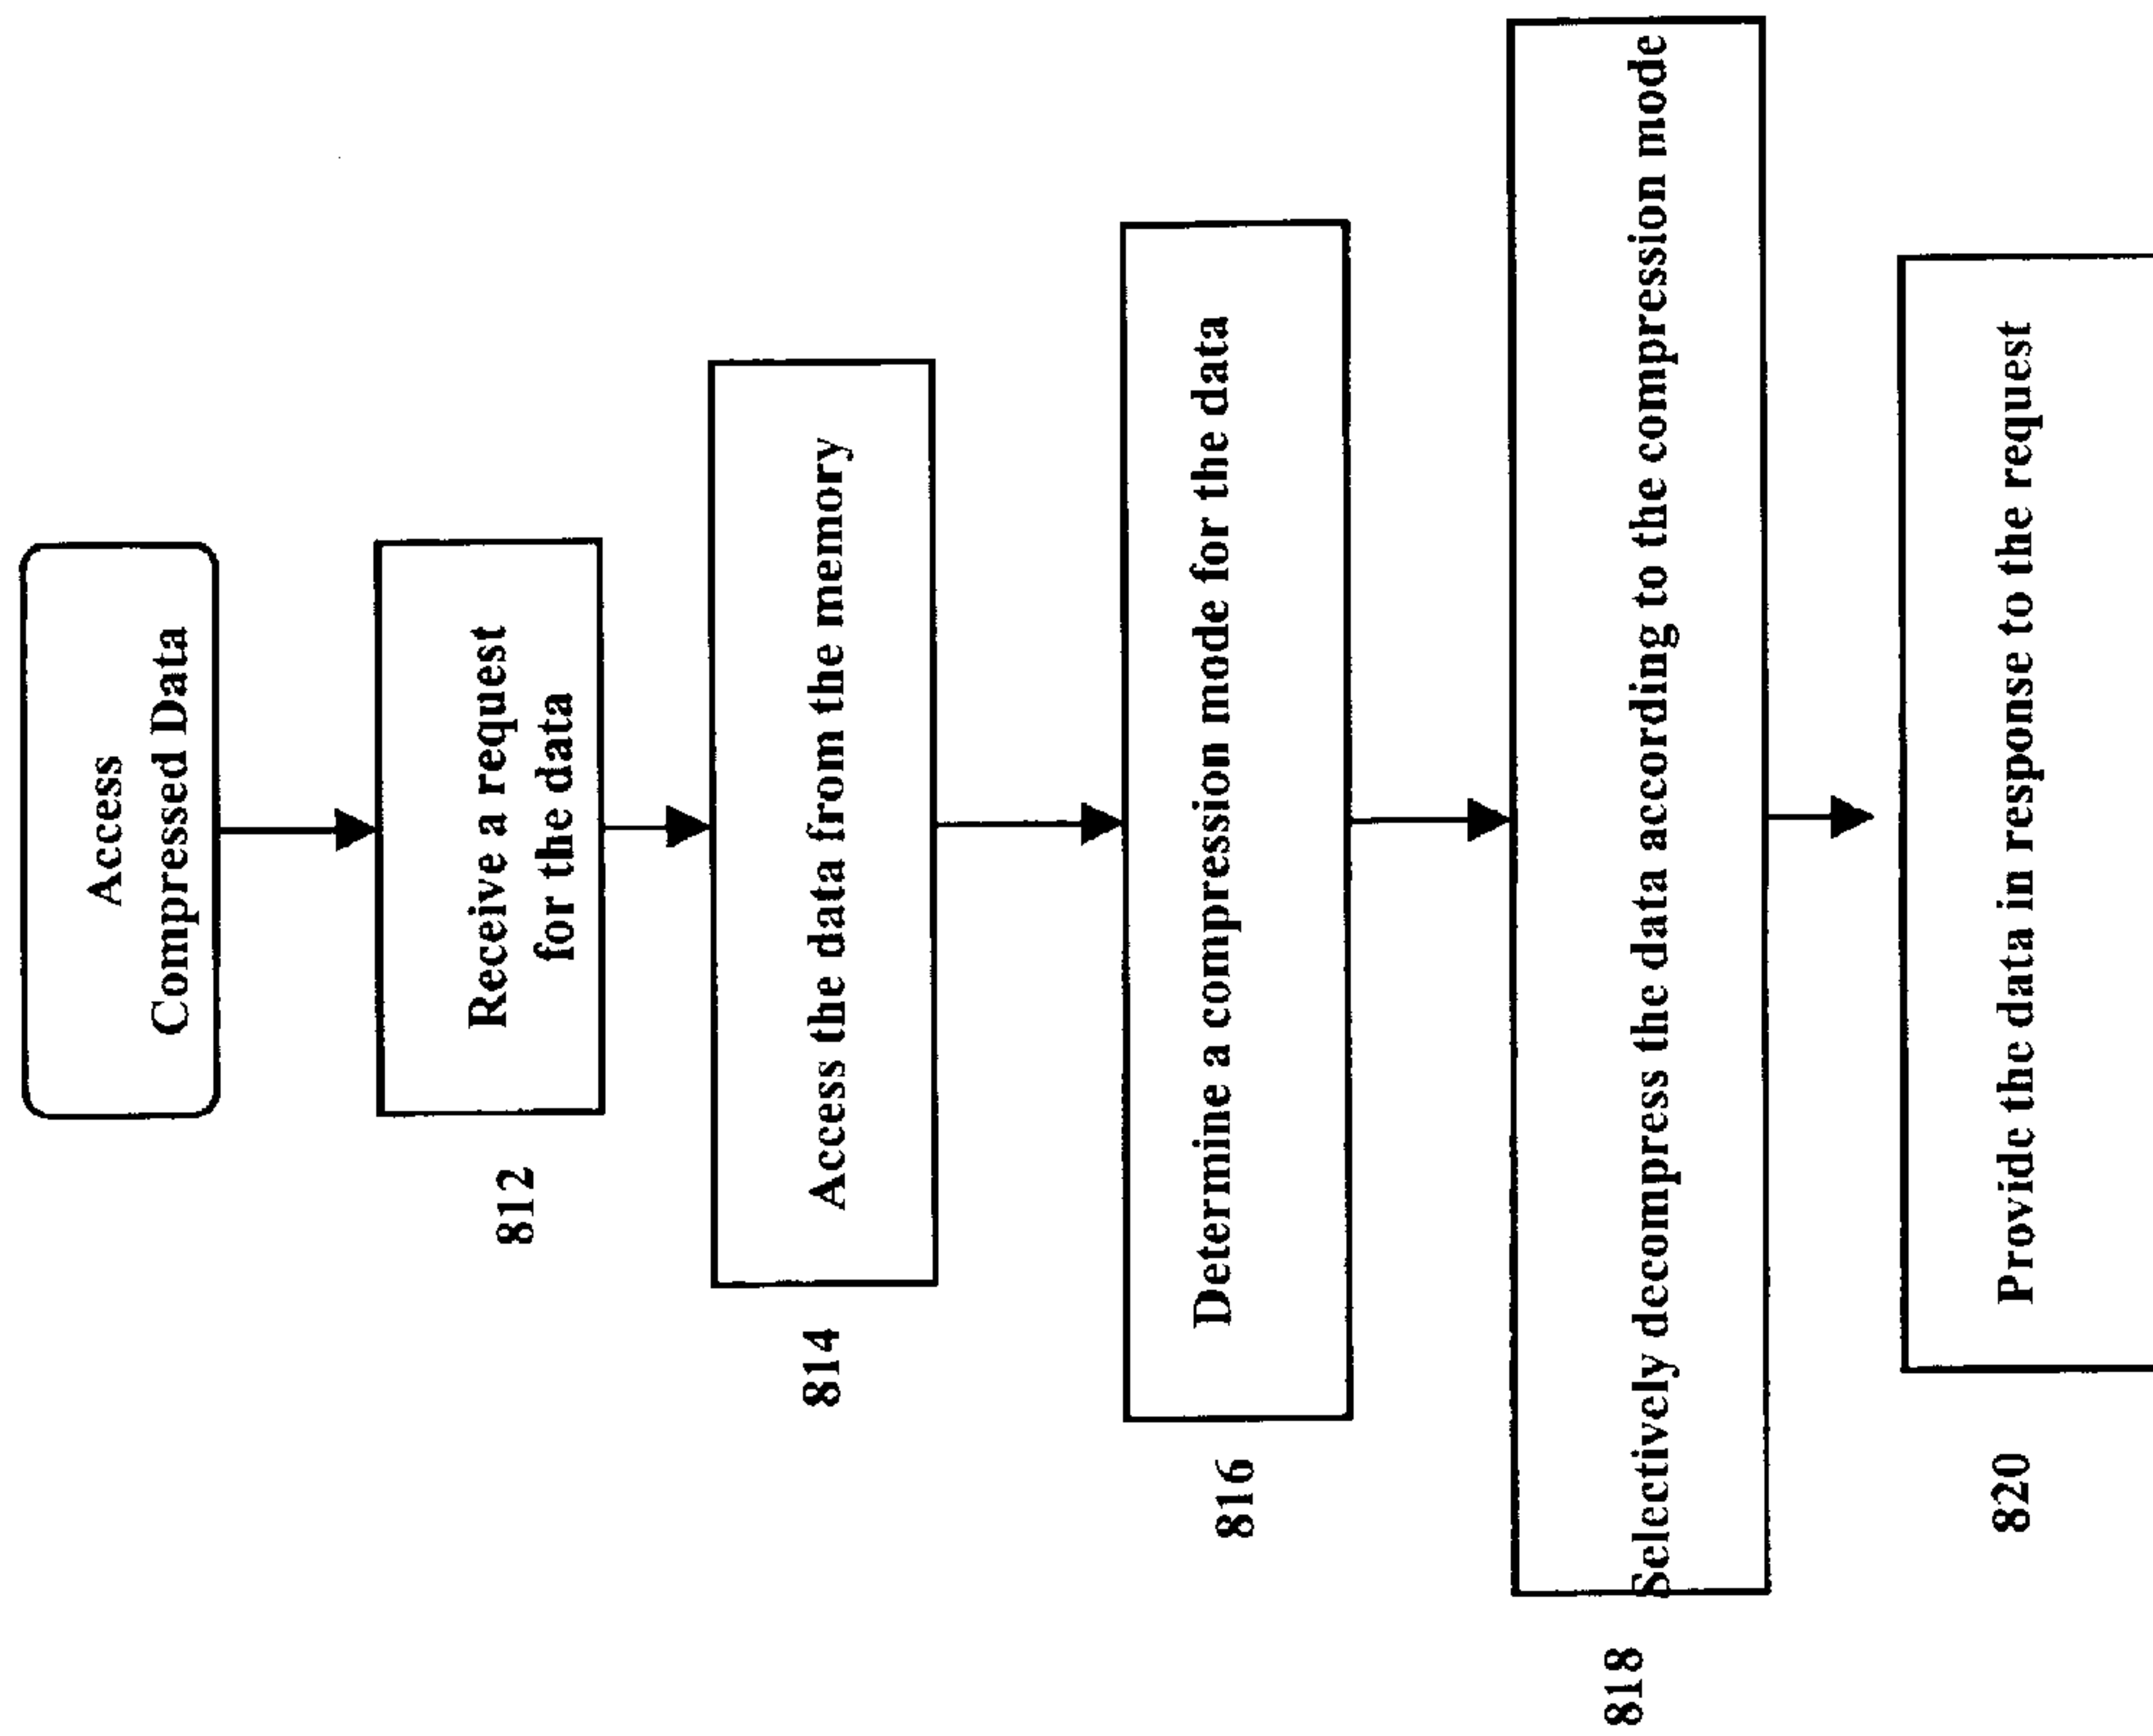 Access
Compressed Data
Receive a request
for the data
812
Access the data from the memory
814
Determine a compression mode for the data
816
Selectively decompress the data according to the compression mode
818
Provide the data in response to the request
820